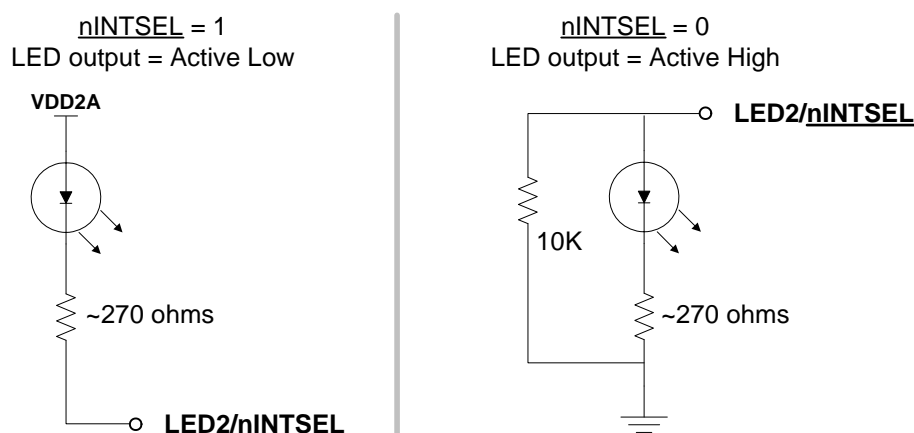 nINTSEL = 1
LED output = Active Low
VDD2A
~270 ohms
LED2/nINTSEL
nINTSEL = 0
LED output = Active High
LED2/nINTSEL
10K
~270 ohms